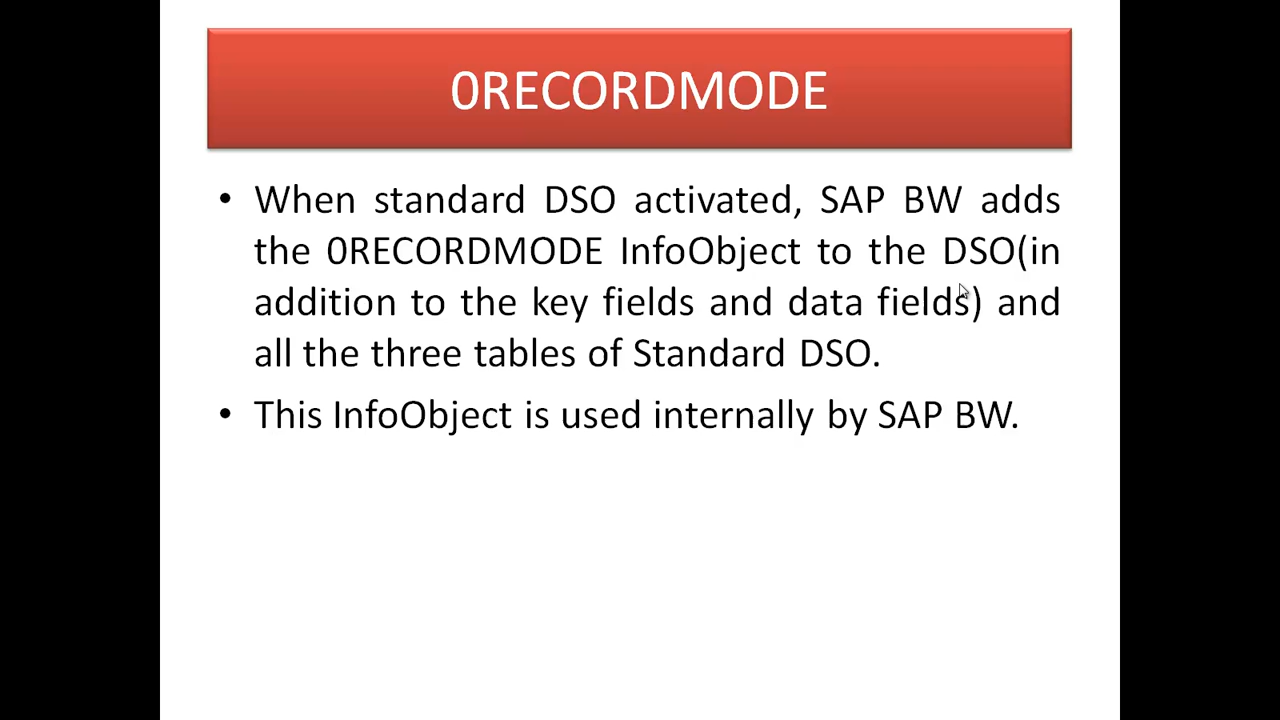 0RECORDMODE
• When standard DSO activated, SAP BW adds
the 0RECORDMODE InfoObject to the DSO(in
addition to the key fields and data fields) and
all the three tables of Standard DSO.
• This InfoObject is used internally by SAP BW.